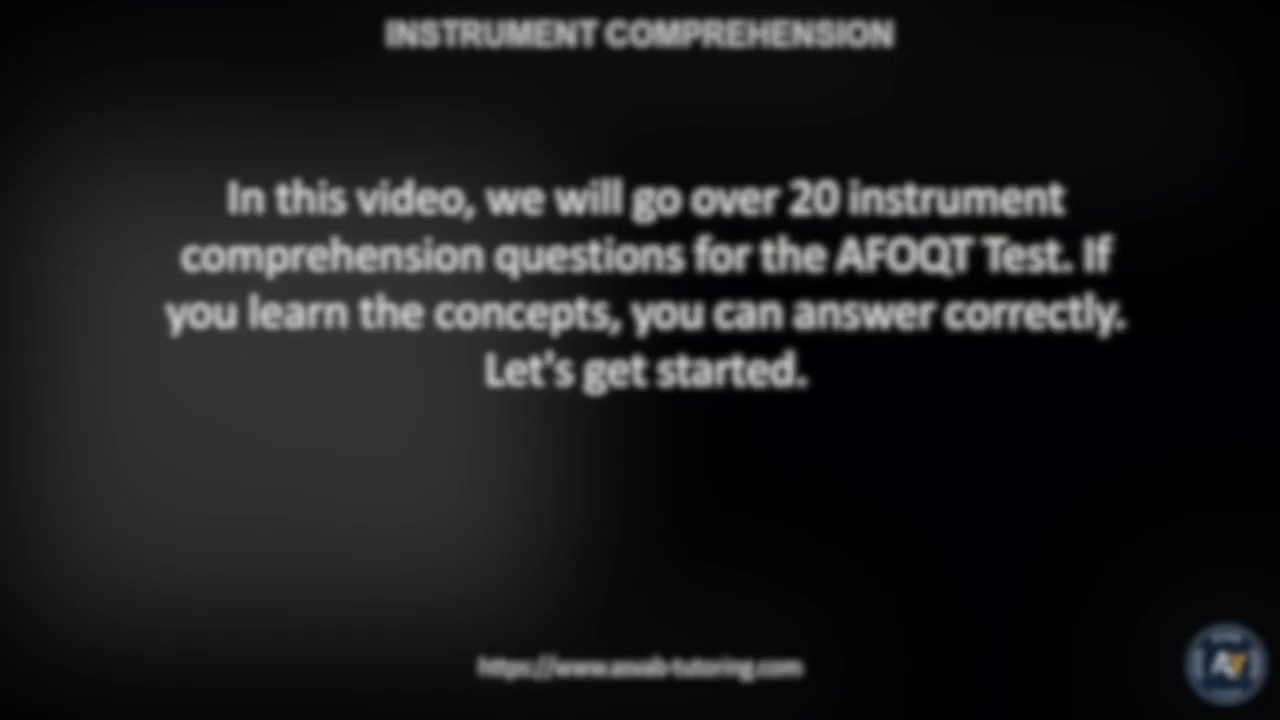 INSTRUMENT COMPREHENSION
In this video, we will go over 20 instrument
comprehension questions for the AFOQT Test. If
you learn the concepts, you can answer correctly.
Let's get started.
https://www.asvab-tutoring.com